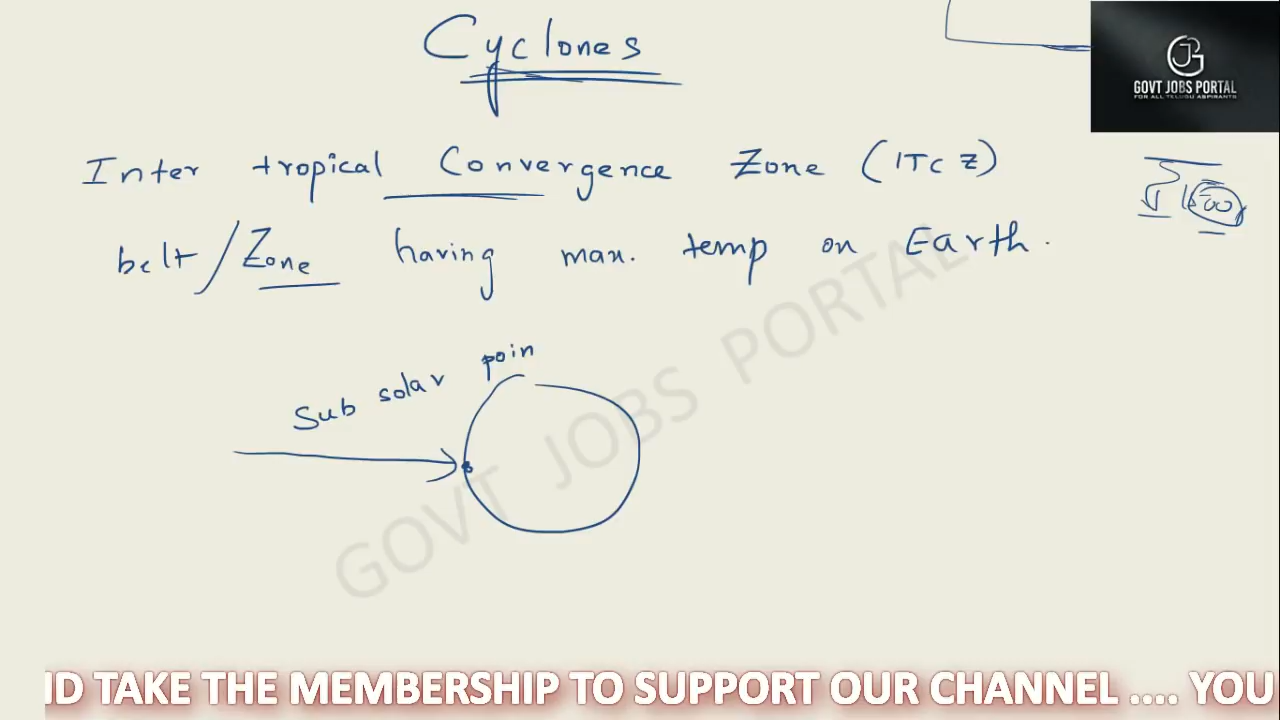 Cyclones
GOVT JOBS PORTAL
FOR ALL TELUGU ASPIRANTS
Inter tropical Convergence Zone (ITCZ)
belt/Zone having max. temp on Earth.
Sub solar poin
GOVT JOBS PORTAL
ID TAKE THE MEMBERSHIP TO SUPPORT OUR CHANNEL .... YOU